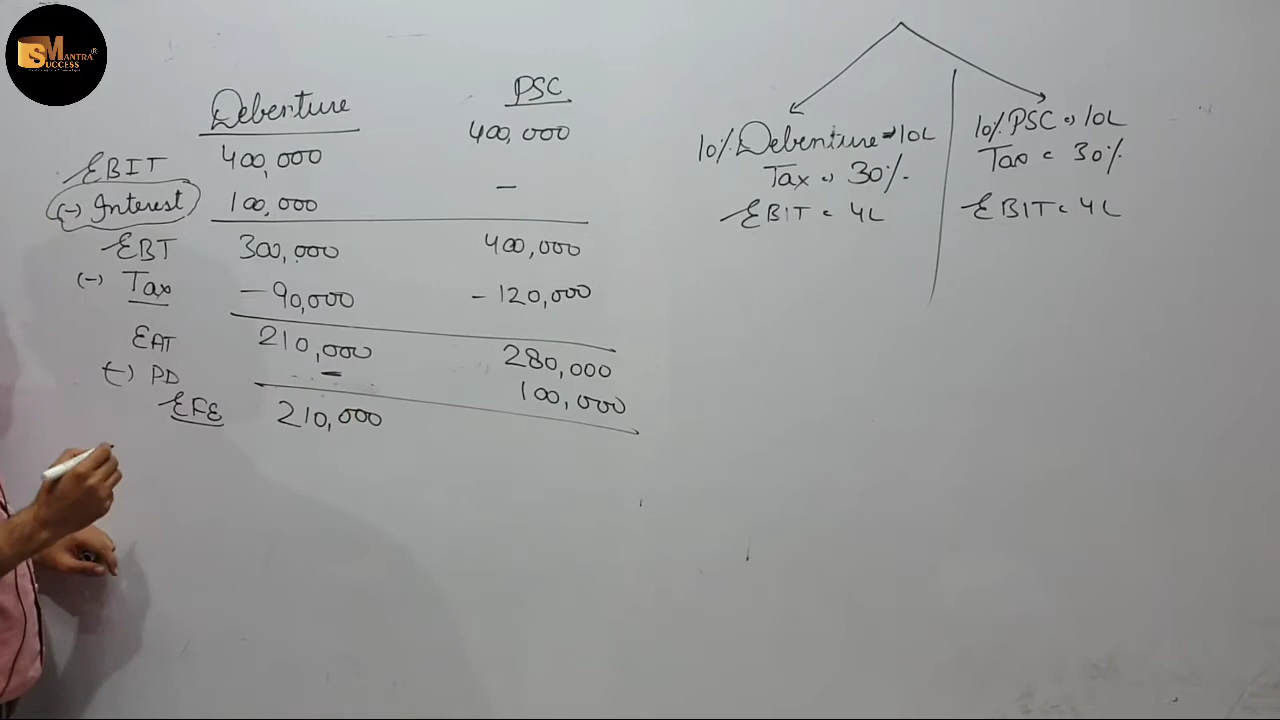 SUCCESS MANTRA®
Debenture PSC
EBIT 400,000 400,000
(-) Interest 100,000 —
EBT 300,000 400,000
(-) Tax - 90,000 - 120,000
EAT 210,000 280,000
(-) PD - 100,000
EFE 210,000
10% Debenture = 10L
Tax = 30%
EBIT = 4L
10% PSC = 10L
Tax = 30%
EBIT = 4L